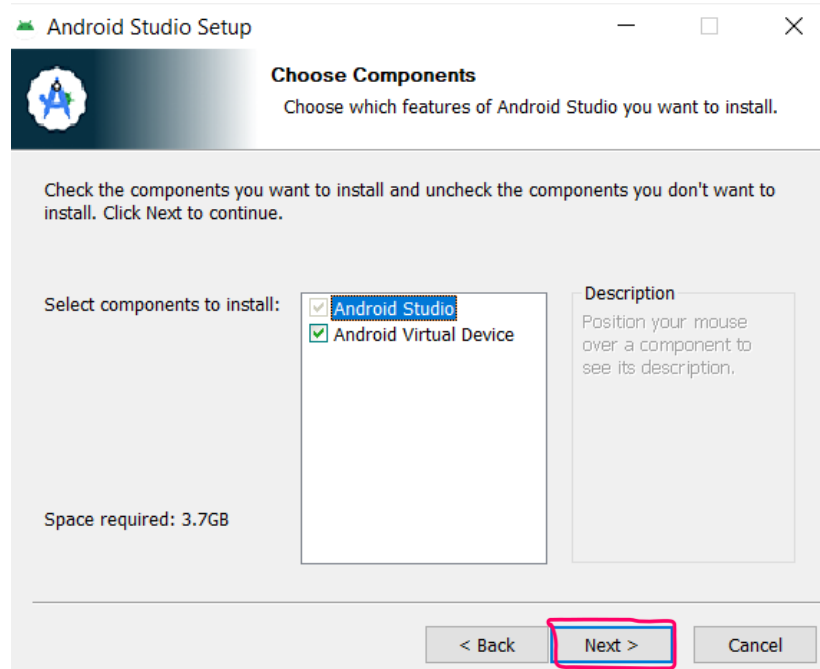 Android Studio Setup
Choose Components
Choose which features of Android Studio you want to install.
Check the components you want to install and uncheck the components you don't want to
install. Click Next to continue.
Select components to install:
Android Studio
Android Virtual Device
Description
Position your mouse
over a component to
see its description.
Space required: 3.7GB
< Back
Next >
Cancel